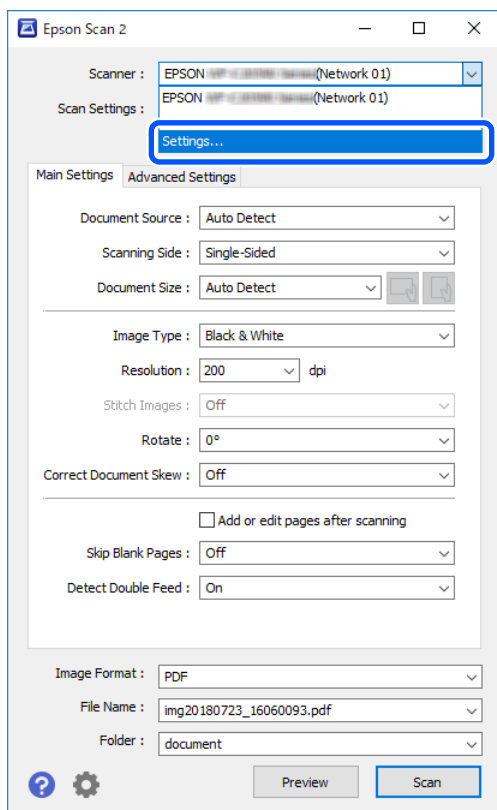 Epson Scan 2
Scanner : EPSON (Network 01)
EPSON (Network 01)
Scan Settings :
Settings...
Main Settings Advanced Settings
Document Source : Auto Detect
Scanning Side : Single-Sided
Document Size : Auto Detect
Image Type : Black & White
Resolution : 200 dpi
Stitch Images : Off
Rotate : 0°
Correct Document Skew : Off
Add or edit pages after scanning
Skip Blank Pages : Off
Detect Double Feed : On
Image Format : PDF
File Name : img20180723_16060093.pdf
Folder : document
? Preview Scan